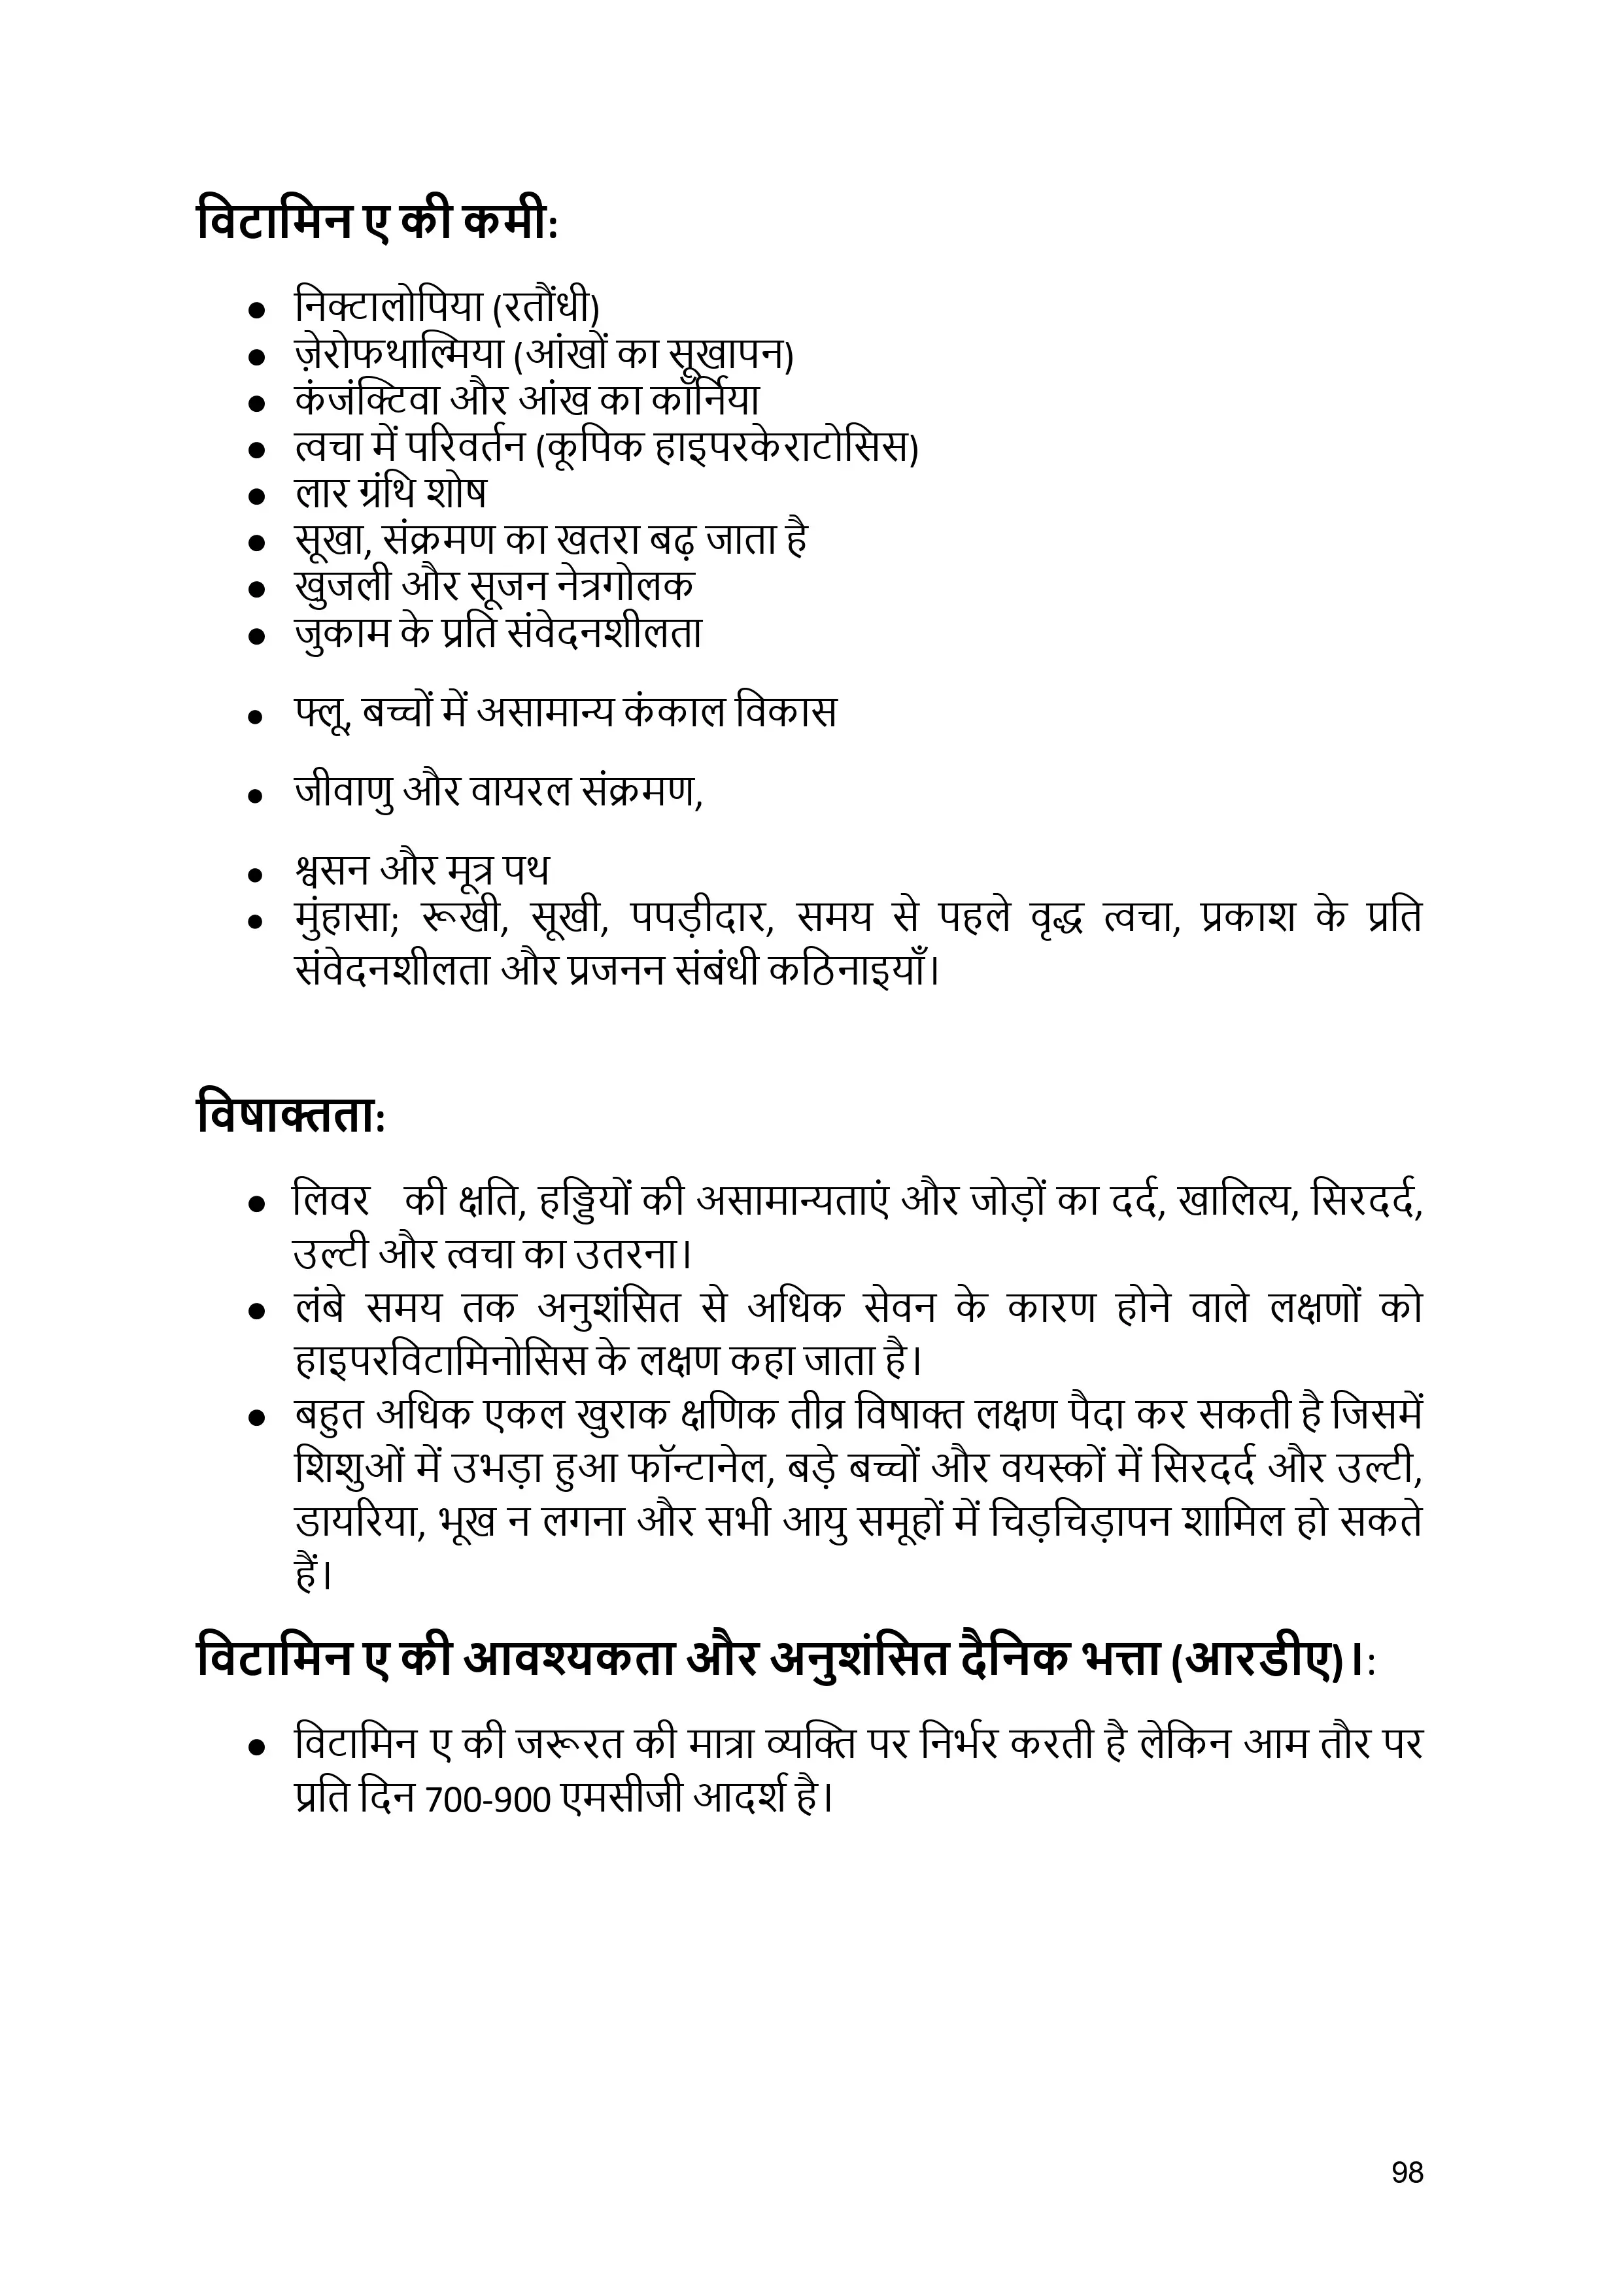 विटामिन ए की कमी:
● निक्टालोपिया (रतौंधी)
● ज़ेरोफथाल्मिया (आंखों का सूखापन)
● कंजंक्टिवा और आंख का कॉर्निया
● त्वचा में परिवर्तन (कूपिक हाइपरकेराटोसिस)
● लार ग्रंथि शोष
● सूखा, संक्रमण का खतरा बढ़ जाता है
● खुजली और सूजन नेत्रगोलक
● जुकाम के प्रति संवेदनशीलता
● फ्लू, बच्चों में असामान्य कंकाल विकास
● जीवाणु और वायरल संक्रमण,
● श्वसन और मूत्र पथ
● मुंहासा; रूखी, सूखी, पपड़ीदार, समय से पहले वृद्ध त्वचा, प्रकाश के प्रति
संवेदनशीलता और प्रजनन संबंधी कठिनाइयाँ।
विषाक्तता:
● लिवर की क्षति, हड्डियों की असामान्यताएं और जोड़ों का दर्द, खालित्य, सिरदर्द,
उल्टी और त्वचा का उतरना।
● लंबे समय तक अनुशंसित से अधिक सेवन के कारण होने वाले लक्षणों को
हाइपरविटामिनोसिस के लक्षण कहा जाता है।
● बहुत अधिक एकल खुराक क्षणिक तीव्र विषाक्त लक्षण पैदा कर सकती है जिसमें
शिशुओं में उभड़ा हुआ फॉन्टानेल, बड़े बच्चों और वयस्कों में सिरदर्द और उल्टी,
डायरिया, भूख न लगना और सभी आयु समूहों में चिड़चिड़ापन शामिल हो सकते
हैं।
विटामिन ए की आवश्यकता और अनुशंसित दैनिक भत्ता (आरडीए)।:
● विटामिन ए की जरूरत की मात्रा व्यक्ति पर निर्भर करती है लेकिन आम तौर पर
प्रति दिन 700-900 एमसीजी आदर्श है।
98